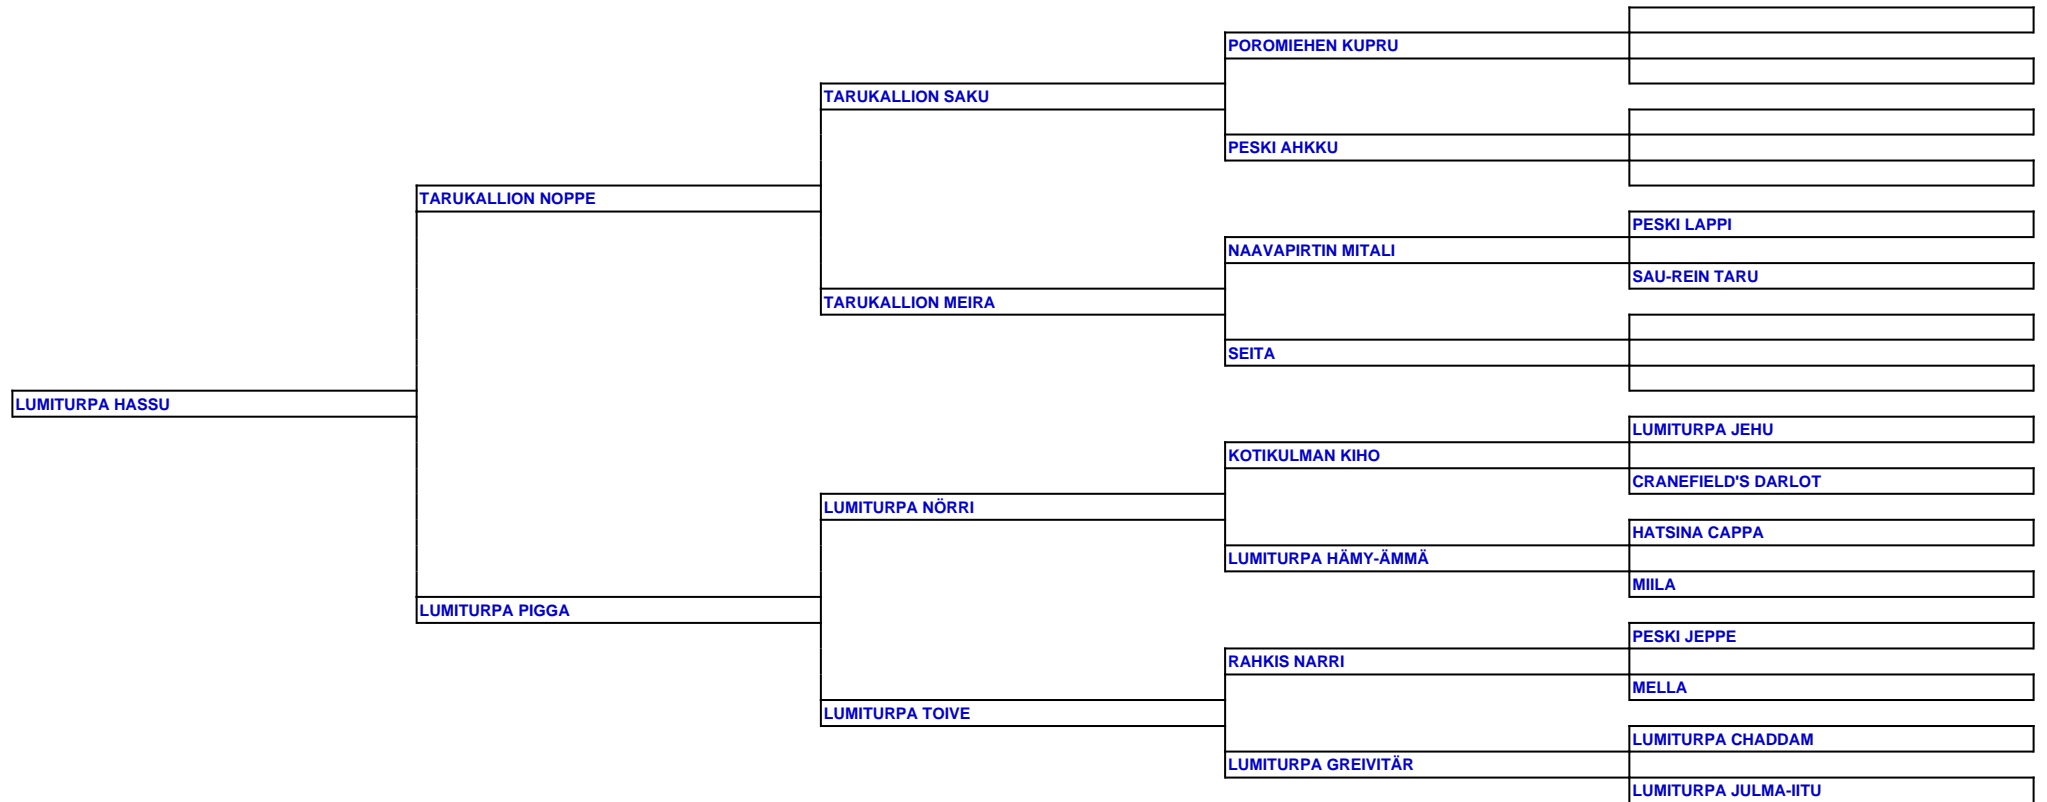 POROMIEHEN KUPRU
TARUKALLION SAKU
PESKI AHKKU
TARUKALLION NOPPE
PESKI LAPPI
NAAVAPIRTIN MITALI
SAU-REIN TARU
TARUKALLION MEIRA
SEITA
LUMITURPA HASSU
LUMITURPA JEHU
KOTIKULMAN KIHO
CRANEFIELD'S DARLOT
LUMITURPA NÖRRI
HATSINA CAPPA
LUMITURPA HÄMY-ÄMMÄ
MIILA
LUMITURPA PIGGA
PESKI JEPPE
RAHKIS NARRI
MELLA
LUMITURPA TOIVE
LUMITURPA CHADDAM
LUMITURPA GREIVITÄR
LUMITURPA JULMA-IITU